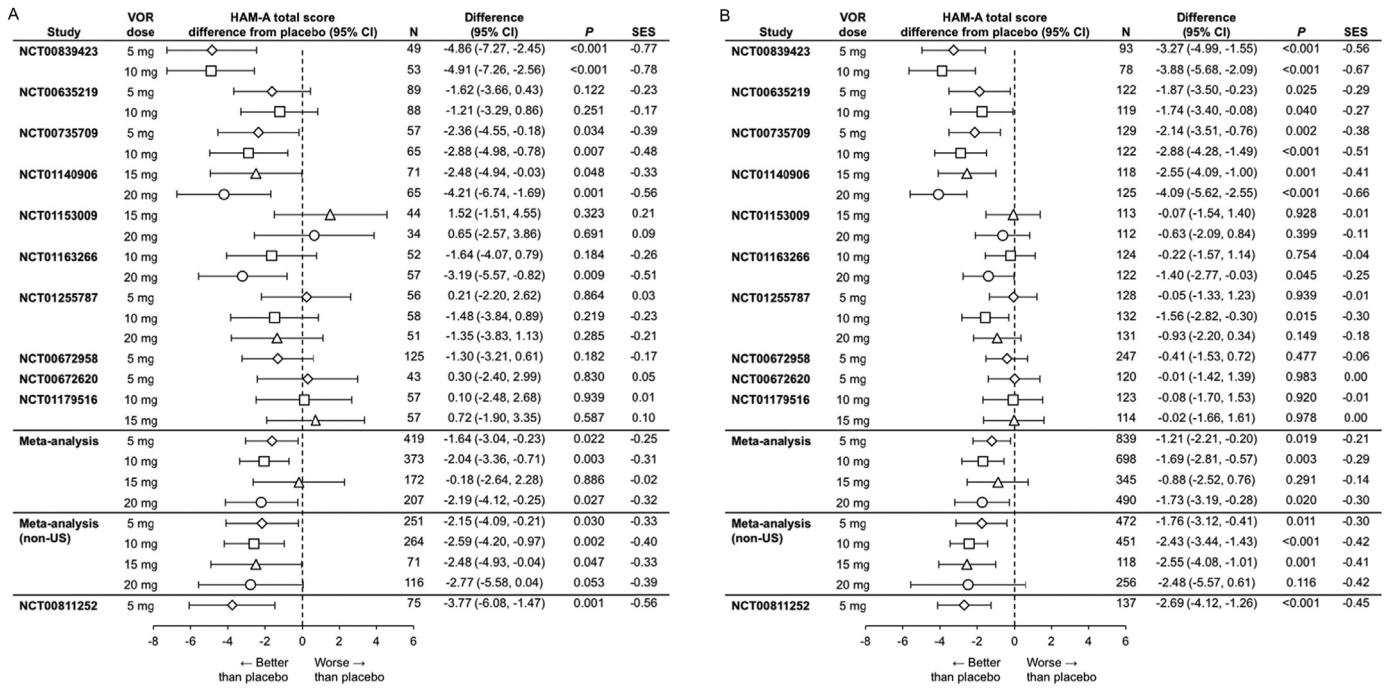 A
Study VOR dose HAM-A total score difference from placebo (95% CI) N Difference (95% CI) P SES
NCT00839423 5 mg 49 -4.86 (-7.27, -2.45) <0.001 -0.77
10 mg 53 -4.91 (-7.26, -2.56) <0.001 -0.78
NCT00635219 5 mg 89 -1.62 (-3.66, 0.43) 0.122 -0.23
10 mg 88 -1.21 (-3.29, 0.86) 0.251 -0.17
NCT00735709 5 mg 57 -2.36 (-4.55, -0.18) 0.034 -0.39
10 mg 65 -2.88 (-4.98, -0.78) 0.007 -0.48
NCT01140906 15 mg 71 -2.48 (-4.94, -0.03) 0.048 -0.33
20 mg 65 -4.21 (-6.74, -1.69) 0.001 -0.56
NCT01153009 15 mg 44 1.52 (-1.51, 4.55) 0.323 0.21
20 mg 34 0.65 (-2.57, 3.86) 0.691 0.09
NCT01163266 10 mg 52 -1.64 (-4.07, 0.79) 0.184 -0.26
20 mg 57 -3.19 (-5.57, -0.82) 0.009 -0.51
NCT01255787 5 mg 56 0.21 (-2.20, 2.62) 0.864 0.03
10 mg 58 -1.48 (-3.84, 0.89) 0.219 -0.23
20 mg 51 -1.35 (-3.83, 1.13) 0.285 -0.21
NCT00672958 5 mg 125 -1.30 (-3.21, 0.61) 0.182 -0.17
NCT00672620 5 mg 43 0.30 (-2.40, 2.99) 0.830 0.05
NCT01179516 10 mg 57 0.10 (-2.48, 2.68) 0.939 0.01
15 mg 57 0.72 (-1.90, 3.35) 0.587 0.10
Meta-analysis 5 mg 419 -1.64 (-3.04, -0.23) 0.022 -0.25
10 mg 373 -2.04 (-3.36, -0.71) 0.003 -0.31
15 mg 172 -0.18 (-2.64, 2.28) 0.886 -0.02
20 mg 207 -2.19 (-4.12, -0.25) 0.027 -0.32
Meta-analysis 5 mg 251 -2.15 (-4.09, -0.21) 0.030 -0.33
(non-US) 10 mg 264 -2.59 (-4.20, -0.97) 0.002 -0.40
15 mg 71 -2.48 (-4.93, -0.04) 0.047 -0.33
20 mg 116 -2.77 (-5.58, 0.04) 0.053 -0.39
NCT00811252 5 mg 75 -3.77 (-6.08, -1.47) 0.001 -0.56
-8 -6 -4 -2 0 2 4 6
← Better than placebo Worse → than placebo
B
Study VOR dose HAM-A total score difference from placebo (95% CI) N Difference (95% CI) P SES
NCT00839423 5 mg 93 -3.27 (-4.99, -1.55) <0.001 -0.56
10 mg 78 -3.88 (-5.68, -2.09) <0.001 -0.67
NCT00635219 5 mg 122 -1.87 (-3.50, -0.23) 0.025 -0.29
10 mg 119 -1.74 (-3.40, -0.08) 0.040 -0.27
NCT00735709 5 mg 129 -2.14 (-3.51, -0.76) 0.002 -0.38
10 mg 122 -2.88 (-4.28, -1.49) <0.001 -0.51
NCT01140906 15 mg 118 -2.55 (-4.09, -1.00) 0.001 -0.41
20 mg 125 -4.09 (-5.62, -2.55) <0.001 -0.66
NCT01153009 15 mg 113 -0.07 (-1.54, 1.40) 0.928 -0.01
20 mg 112 -0.63 (-2.09, 0.84) 0.399 -0.11
NCT01163266 10 mg 124 -0.22 (-1.57, 1.14) 0.754 -0.04
20 mg 122 -1.40 (-2.77, -0.03) 0.045 -0.25
NCT01255787 5 mg 128 -0.05 (-1.33, 1.23) 0.939 -0.01
10 mg 132 -1.56 (-2.82, -0.30) 0.015 -0.30
20 mg 131 -0.93 (-2.20, 0.34) 0.149 -0.18
NCT00672958 5 mg 247 -0.41 (-1.53, 0.72) 0.477 -0.06
NCT00672620 5 mg 120 -0.01 (-1.42, 1.39) 0.983 0.00
NCT01179516 10 mg 123 -0.08 (-1.70, 1.53) 0.920 -0.01
15 mg 114 -0.02 (-1.66, 1.61) 0.978 0.00
Meta-analysis 5 mg 839 -1.21 (-2.21, -0.20) 0.019 -0.21
10 mg 698 -1.69 (-2.81, -0.57) 0.003 -0.29
15 mg 345 -0.88 (-2.52, 0.76) 0.291 -0.14
20 mg 490 -1.73 (-3.19, -0.28) 0.020 -0.30
Meta-analysis 5 mg 472 -1.76 (-3.12, -0.41) 0.011 -0.30
(non-US) 10 mg 451 -2.43 (-3.44, -1.43) <0.001 -0.42
15 mg 118 -2.55 (-4.08, -1.01) 0.001 -0.41
20 mg 256 -2.48 (-5.57, 0.61) 0.116 -0.42
NCT00811252 5 mg 137 -2.69 (-4.12, -1.26) <0.001 -0.45
-8 -6 -4 -2 0 2 4 6
← Better than placebo Worse → than placebo